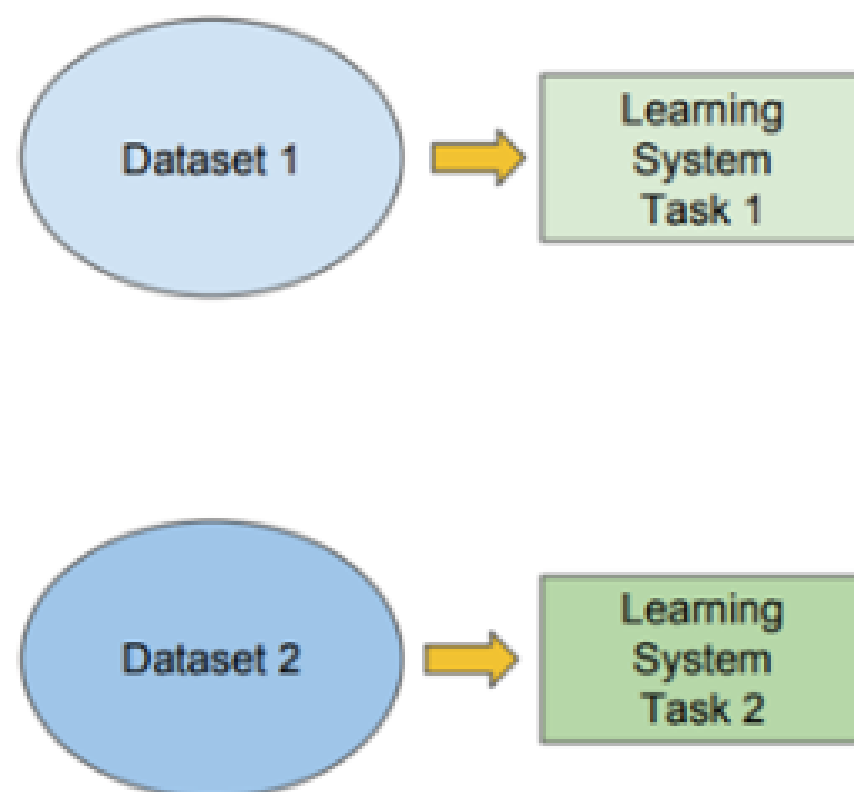 Dataset 1
Learning
System
Task 1
Dataset 2
Learning
System
Task 2